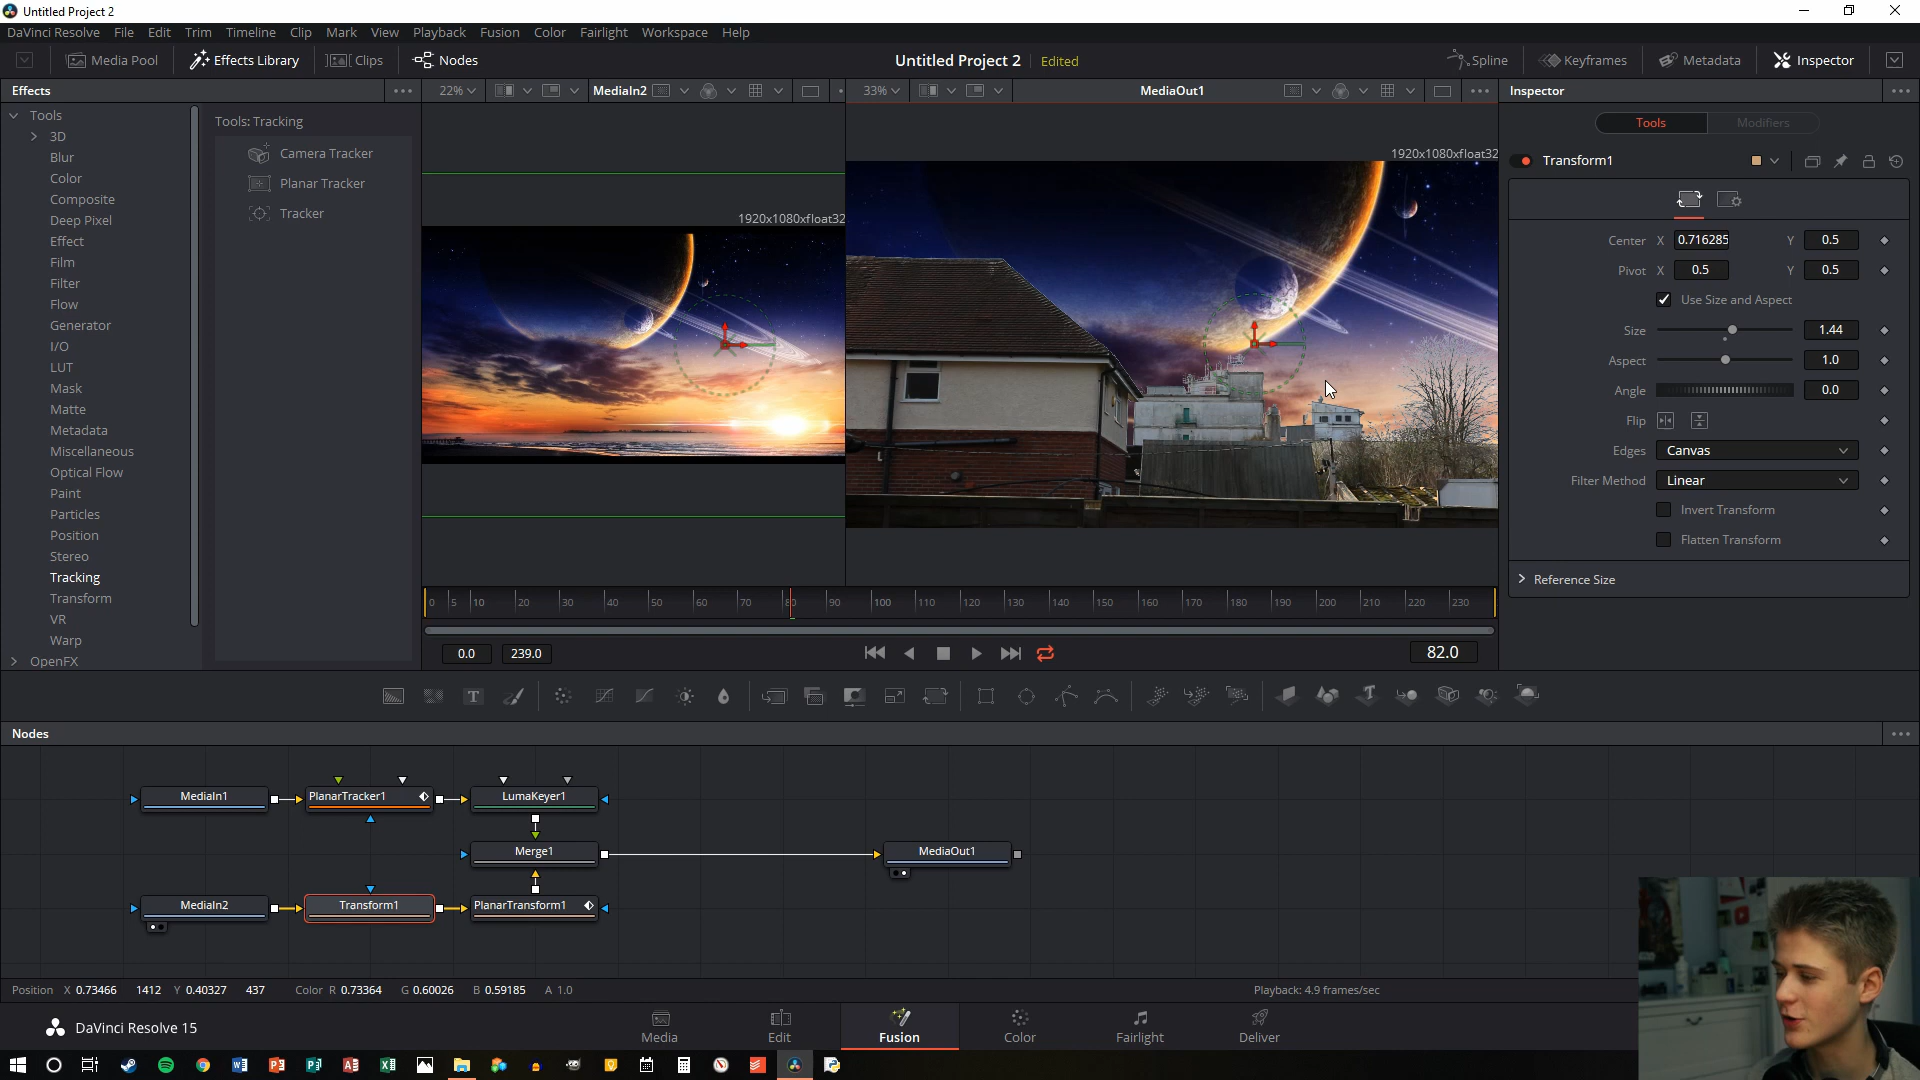 Untitled Project 2
DaVinci Resolve File Edit Trim Timeline Clip Mark View Playback Fusion Color Fairlight Workspace Help
Media Pool Effects Library Clips Nodes Untitled Project 2 Edited Spline Keyframes Metadata Inspector
Effects 22% MediaIn2 33% MediaOut1 Inspector
Tools
3D
Blur
Color
Composite
Deep Pixel
Effect
Film
Filter
Flow
Generator
I/O
LUT
Mask
Matte
Metadata
Miscellaneous
Optical Flow
Paint
Particles
Position
Stereo
Tracking
Transform
VR
Warp
OpenFX
Tools: Tracking
Camera Tracker
Planar Tracker
Tracker
1920x1080xfloat32
1920x1080xfloat32
Tools Modifiers
Transform1
Center X 0.716285 Y 0.5
Pivot X 0.5 Y 0.5
Use Size and Aspect
Size 1.44
Aspect 1.0
Angle 0.0
Flip
Edges Canvas
Filter Method Linear
Invert Transform
Flatten Transform
Reference Size
0 5 10 20 30 40 50 60 70 80 90 100 110 120 130 140 150 160 170 180 190 200 210 220 230
0.0 239.0 82.0
Nodes
MediaIn1 PlanarTracker1 LumaKeyer1
Merge1 MediaOut1
MediaIn2 Transform1 PlanarTransform1
Position X 0.73466 1412 Y 0.40327 437 Color R 0.73364 G 0.60026 B 0.59185 A 1.0 Playback: 4.9 frames/sec
DaVinci Resolve 15 Media Edit Fusion Color Fairlight Deliver